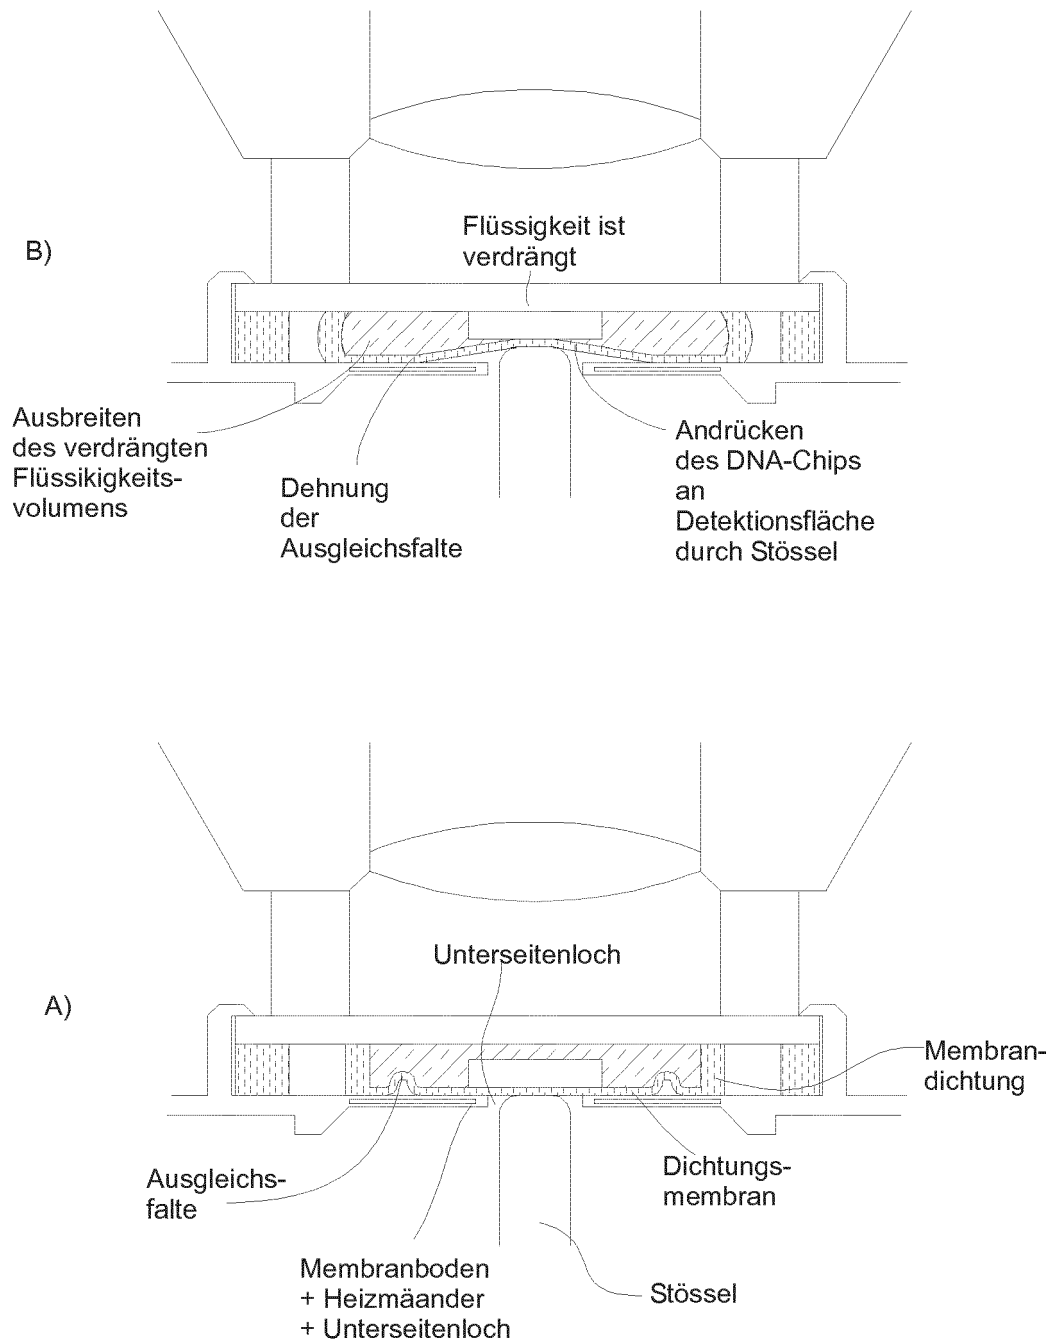 B)
Flüssigkeit ist
verdrängt
Ausbreiten
des verdrängten
Flüssikigkeits-
volumens
Dehnung
der
Ausgleichsfalte
Andrücken
des DNA-Chips
an
Detektionsfläche
durch Stössel
A)
Unterseitenloch
Membran-
dichtung
Ausgleichs-
falte
Dichtungs-
membran
Membranboden
+ Heizmäander
+ Unterseitenloch
Stössel